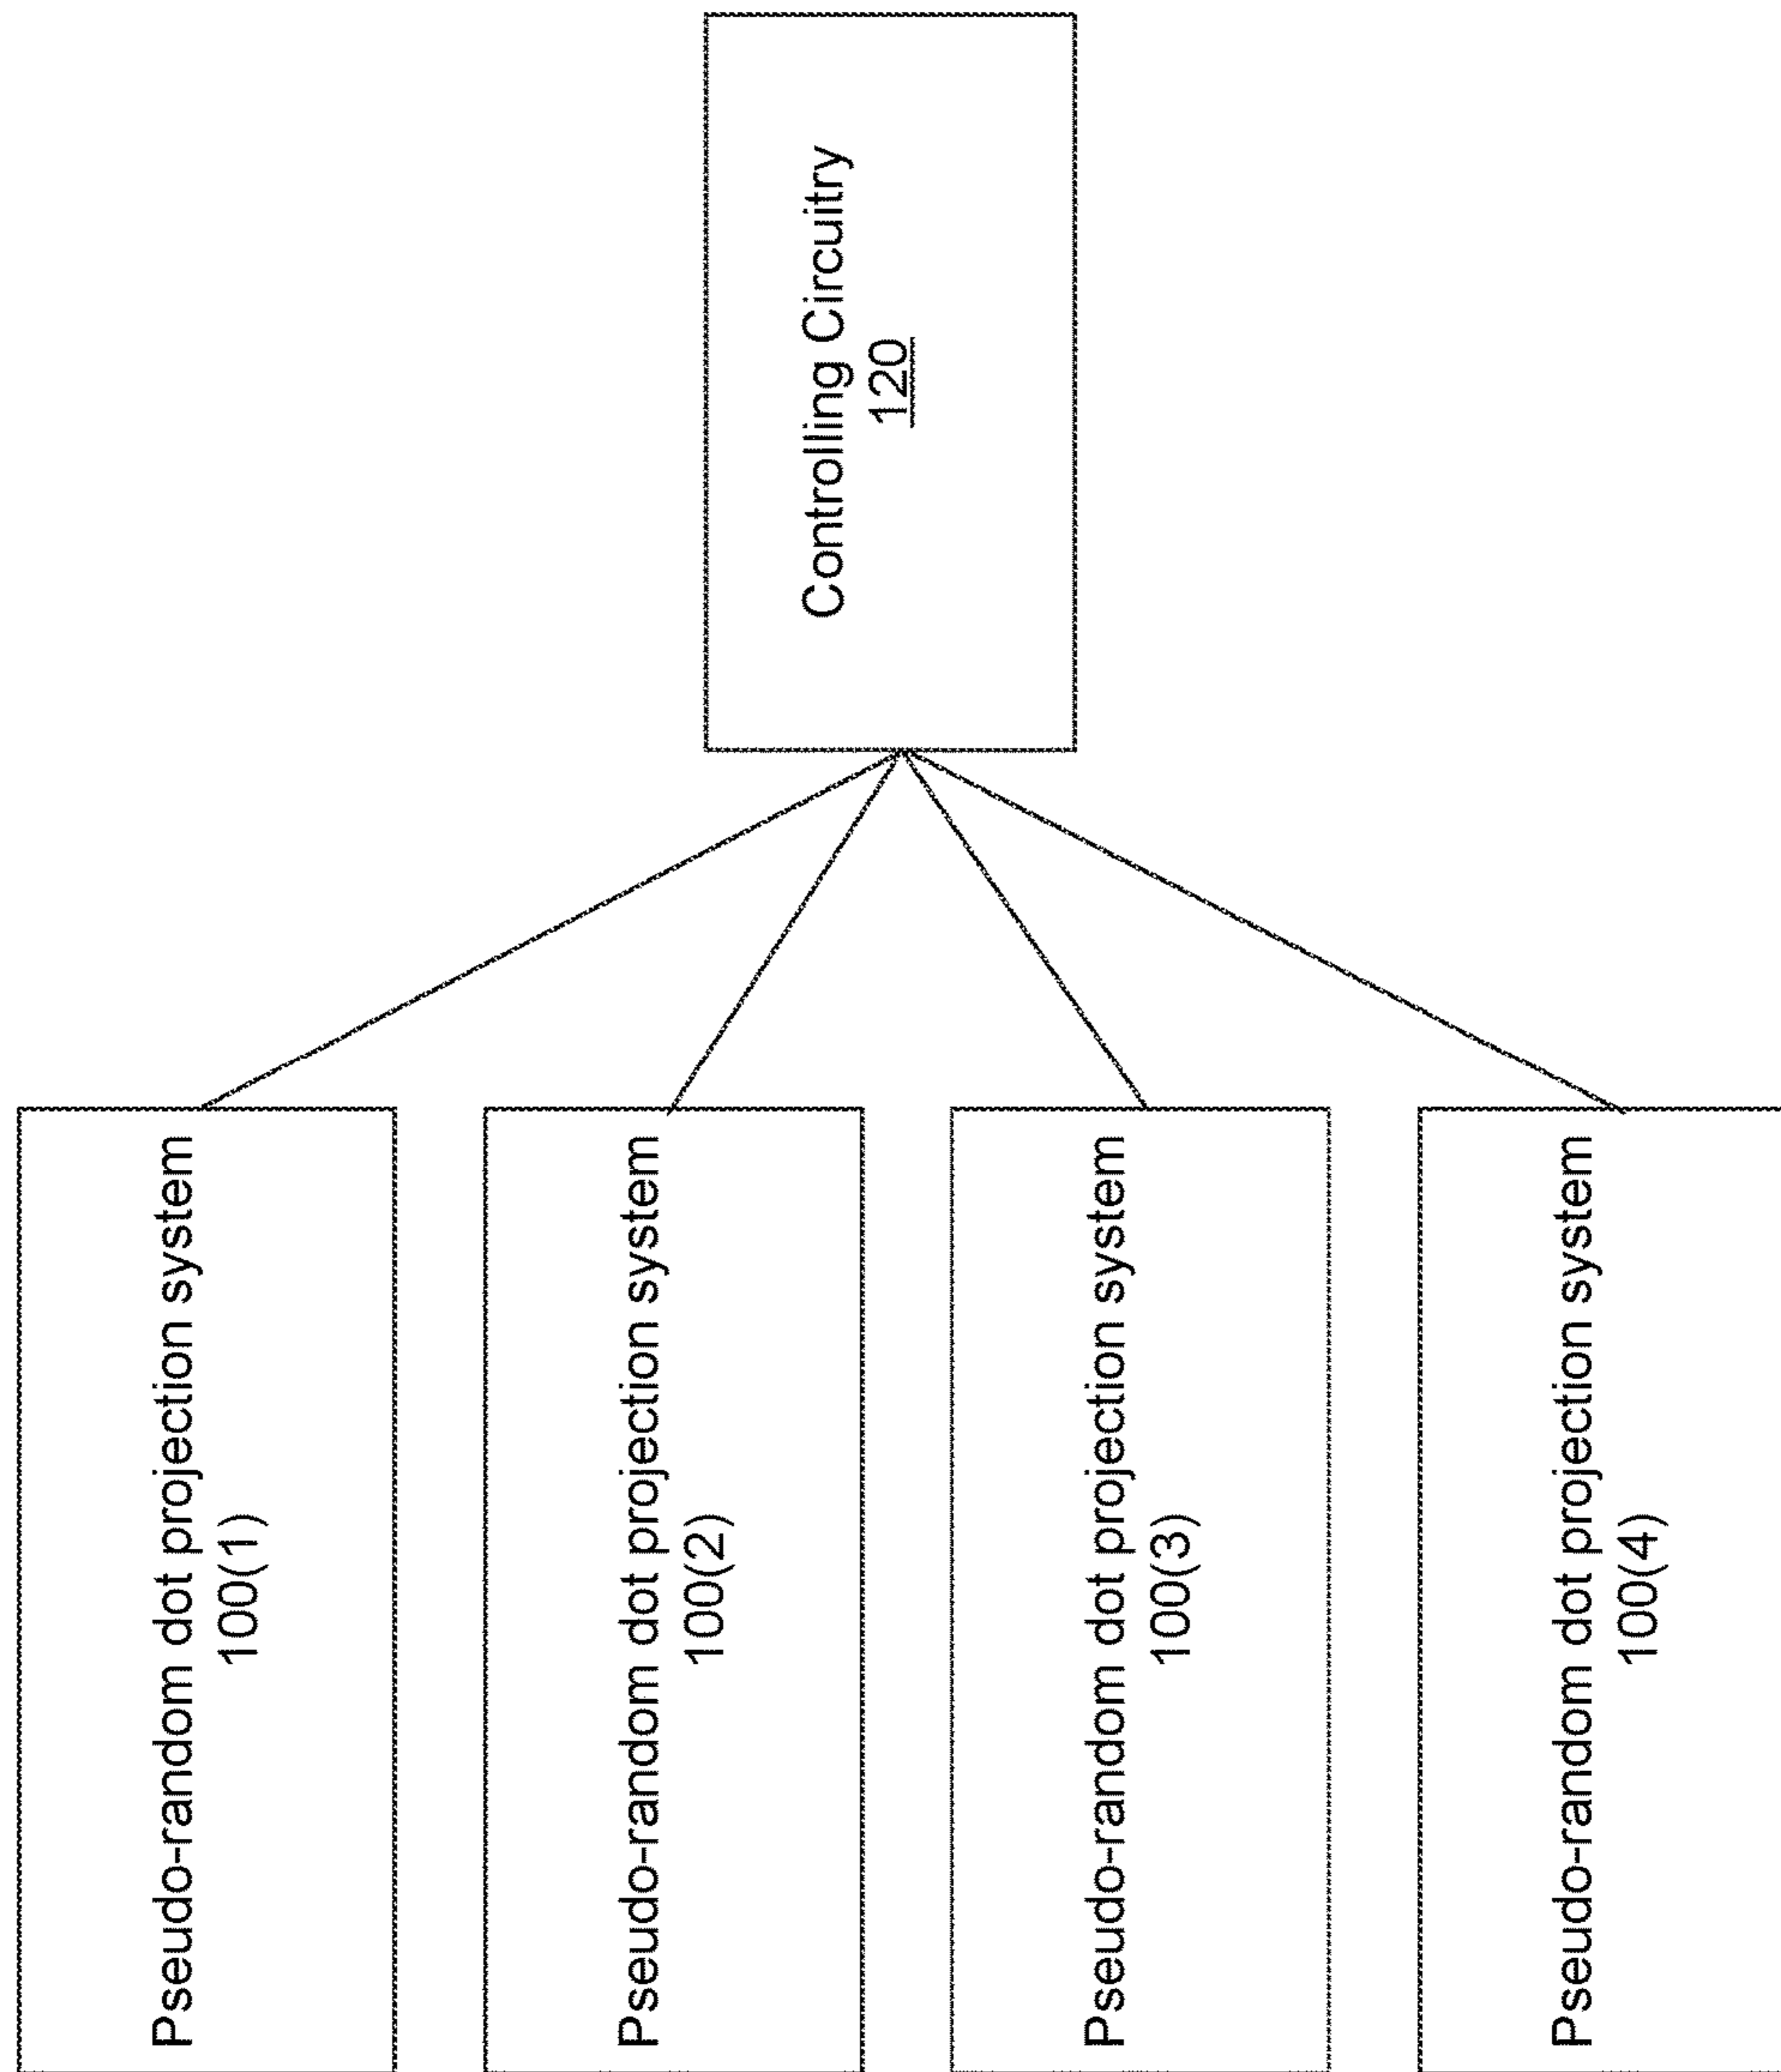 Controlling Circuitry
120
Pseudo-random dot projection system
100(1)
Pseudo-random dot projection system
100(2)
Pseudo-random dot projection system
100(3)
Pseudo-random dot projection system
100(4)